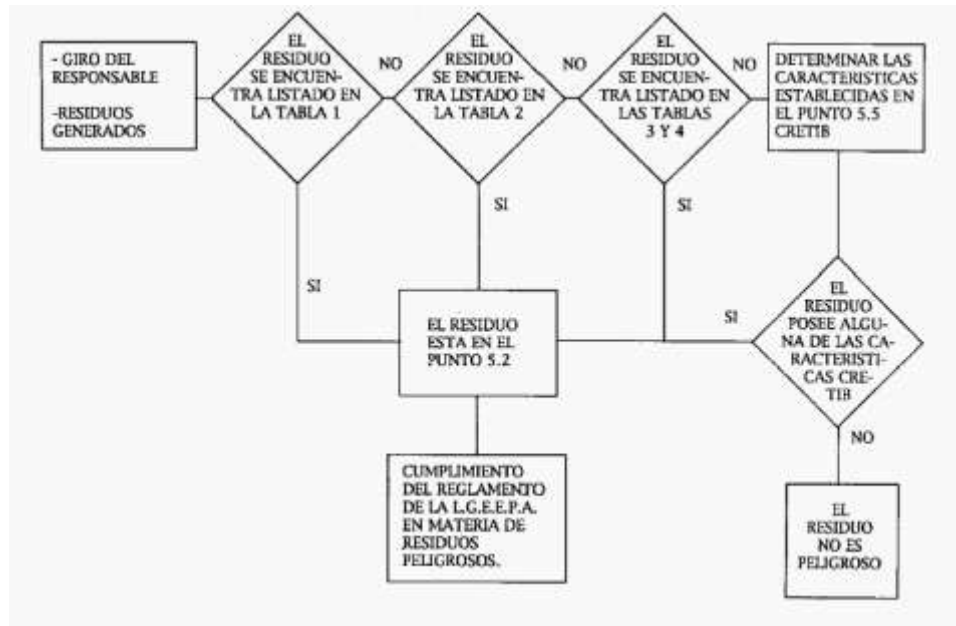 - GIRO DEL
RESPONSABLE
-RESIDUOS
GENERADOS
EL
RESIDUO
SE ENCUEN-
TRA LISTADO EN
LA TABLA 1
NO
EL
RESIDUO
SE ENCUEN-
TRA LISTADO EN
LA TABLA 2
NO
EL
RESIDUO
SE ENCUEN-
TRA LISTADO EN
LAS TABLAS
3 Y 4
NO
DETERMINAR LAS
CARACTERISTICAS
ESTABLECIDAS EN
EL PUNTO 5.5
CRETIB
SI
SI
SI
EL RESIDUO
ESTA EN EL
PUNTO 5.2
SI
EL
RESIDUO
POSEE ALGU-
NA DE LAS CA-
RACTERISTI-
CAS CRE-
TIB
NO
CUMPLIMIENTO
DEL REGLAMENTO
DE LA L.G.E.E.P.A.
EN MATERIA DE
RESIDUOS
PELIGROSOS.
EL
RESIDUO
NO ES
PELIGROSO